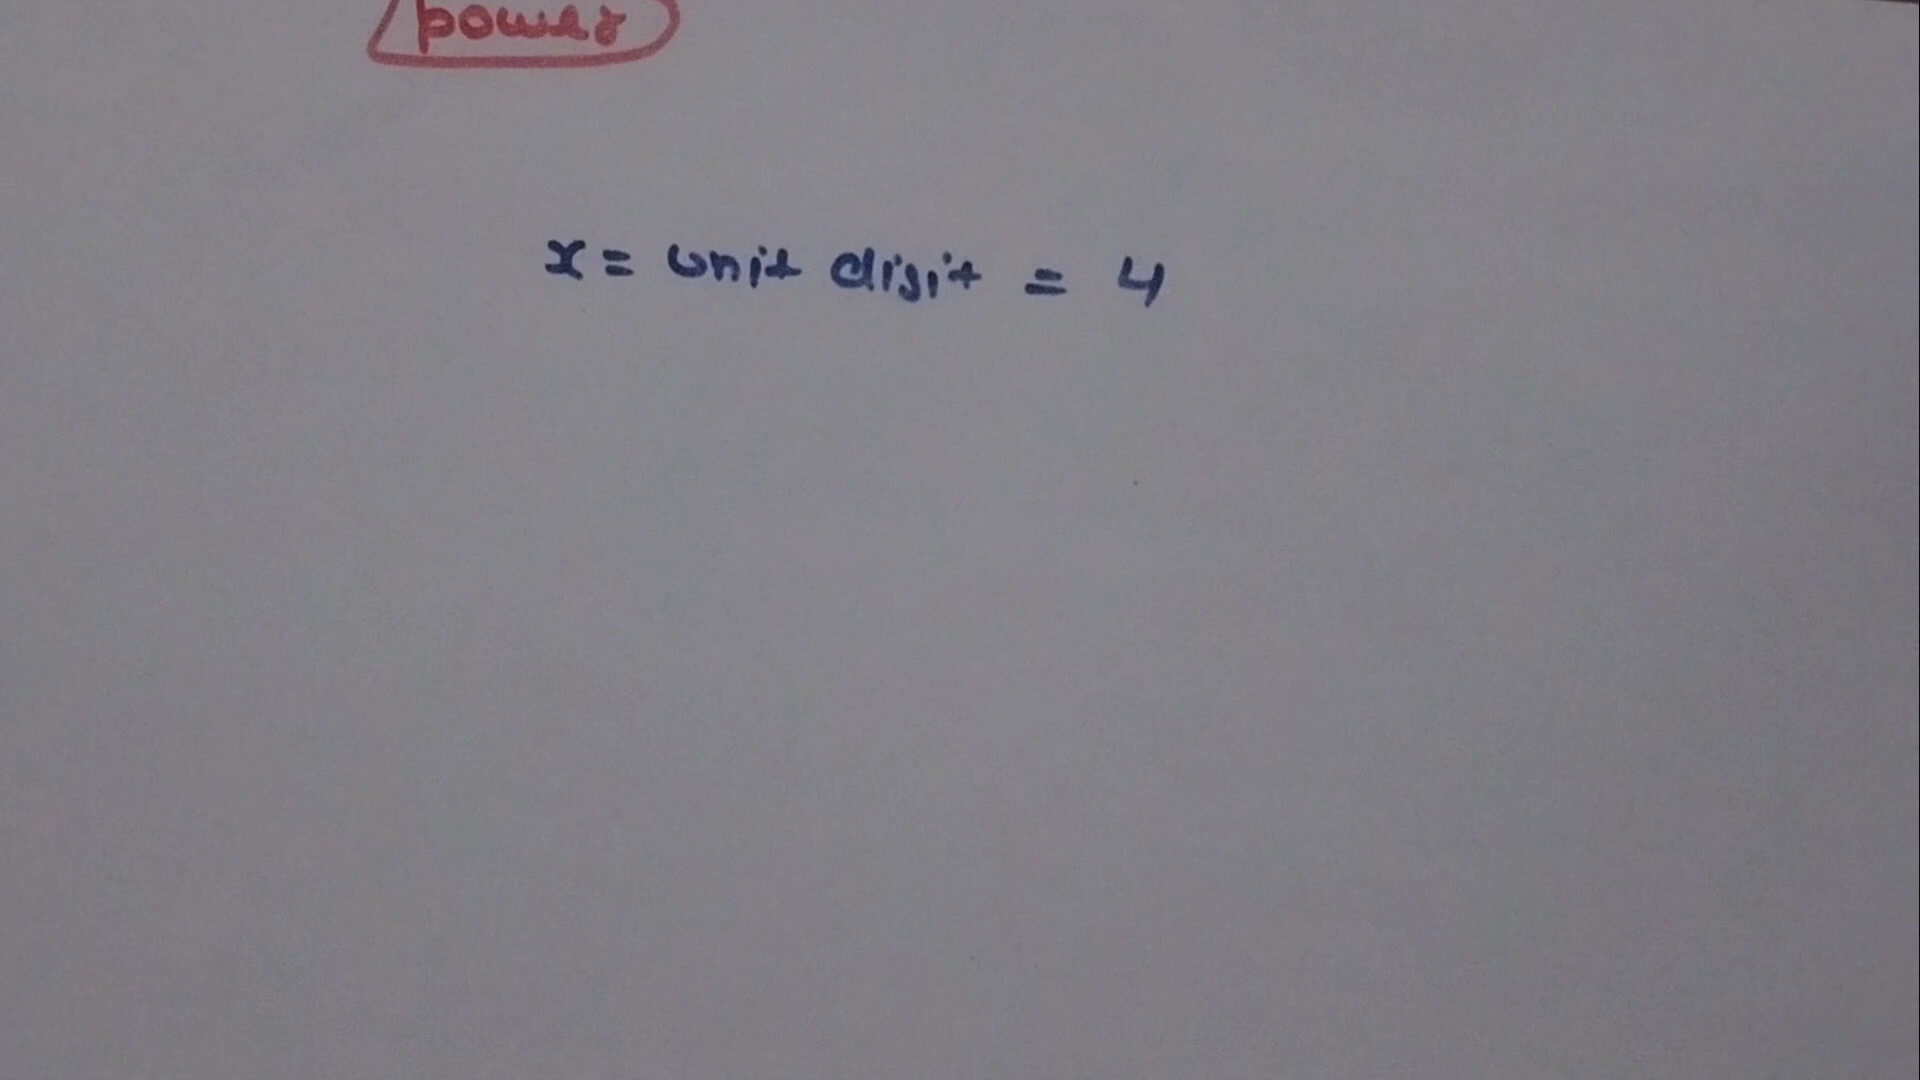 power
x = unit digit = 4